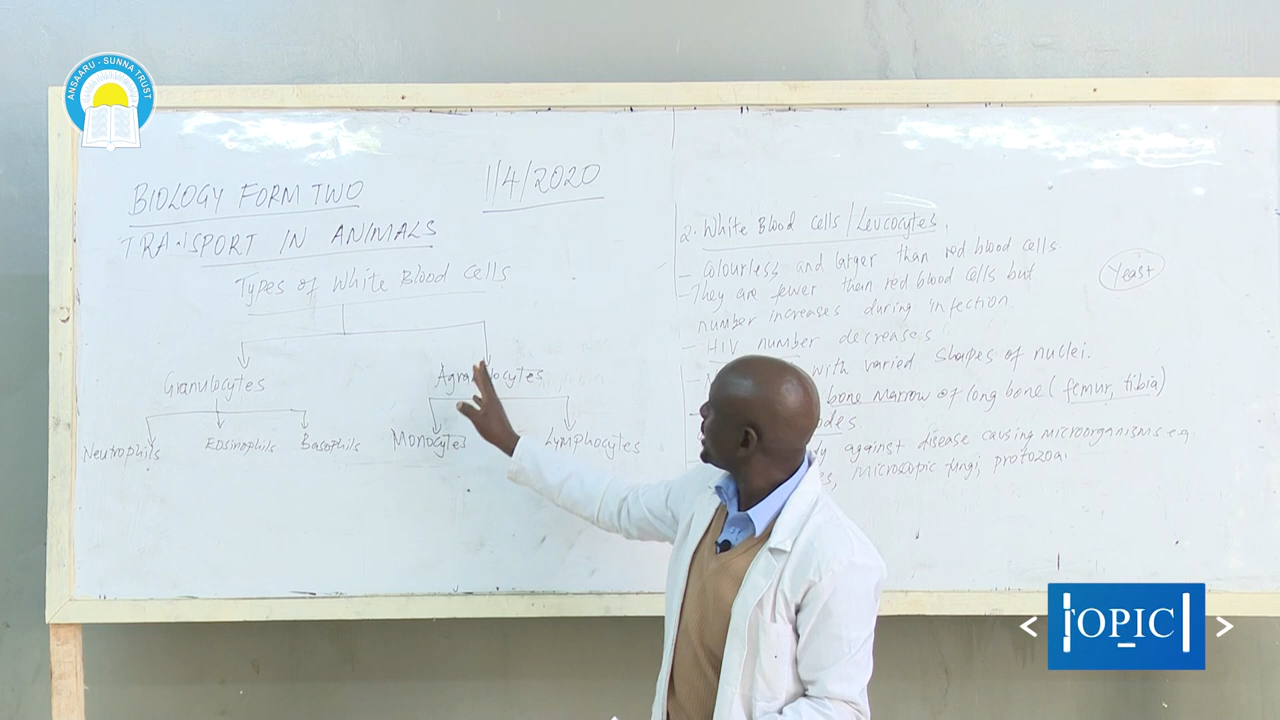 ANSAARU - SUNNA TRUST
BIOLOGY FORM TWO
1/4/2020
TRANSPORT IN ANIMALS
Types of White Blood Cells
Granulocytes
Agranulocytes
Neutrophils
Eosinophils
Basophils
Monocytes
Lymphocytes
2. White Blood Cells/Leucocytes.
- Colourless and larger than red blood cells
- They are fewer than red blood cells but
number increases during infection
- HIV number decreases
with varied shapes of nuclei.
bone marrow of long bone (femur, tibia)
against disease causing microorganisms eg
microscopic fungi, protozoa.
Yeast
TOPIC